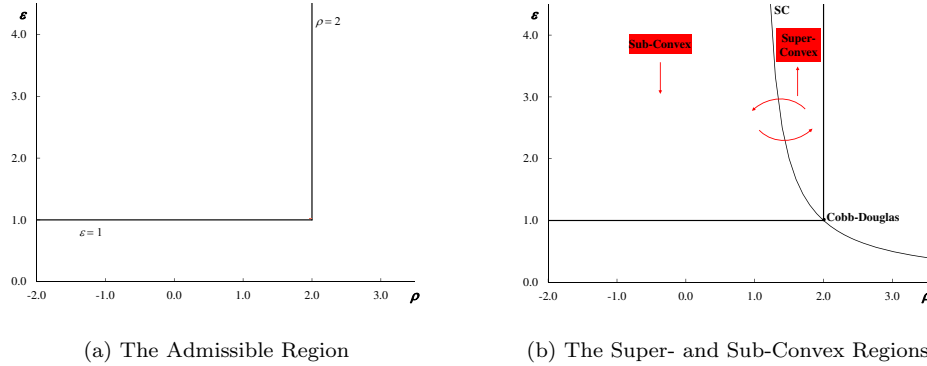 ε
ρ = 2
4.0
3.0
2.0
1.0
ε = 1
0.0
-2.0 -1.0 0.0 1.0 2.0 3.0 ρ
(a) The Admissible Region
ε
SC
Sub-Convex
Super-
Convex
4.0
3.0
2.0
1.0
Cobb-Douglas
0.0
-2.0 -1.0 0.0 1.0 2.0 3.0 ρ
(b) The Super- and Sub-Convex Regions